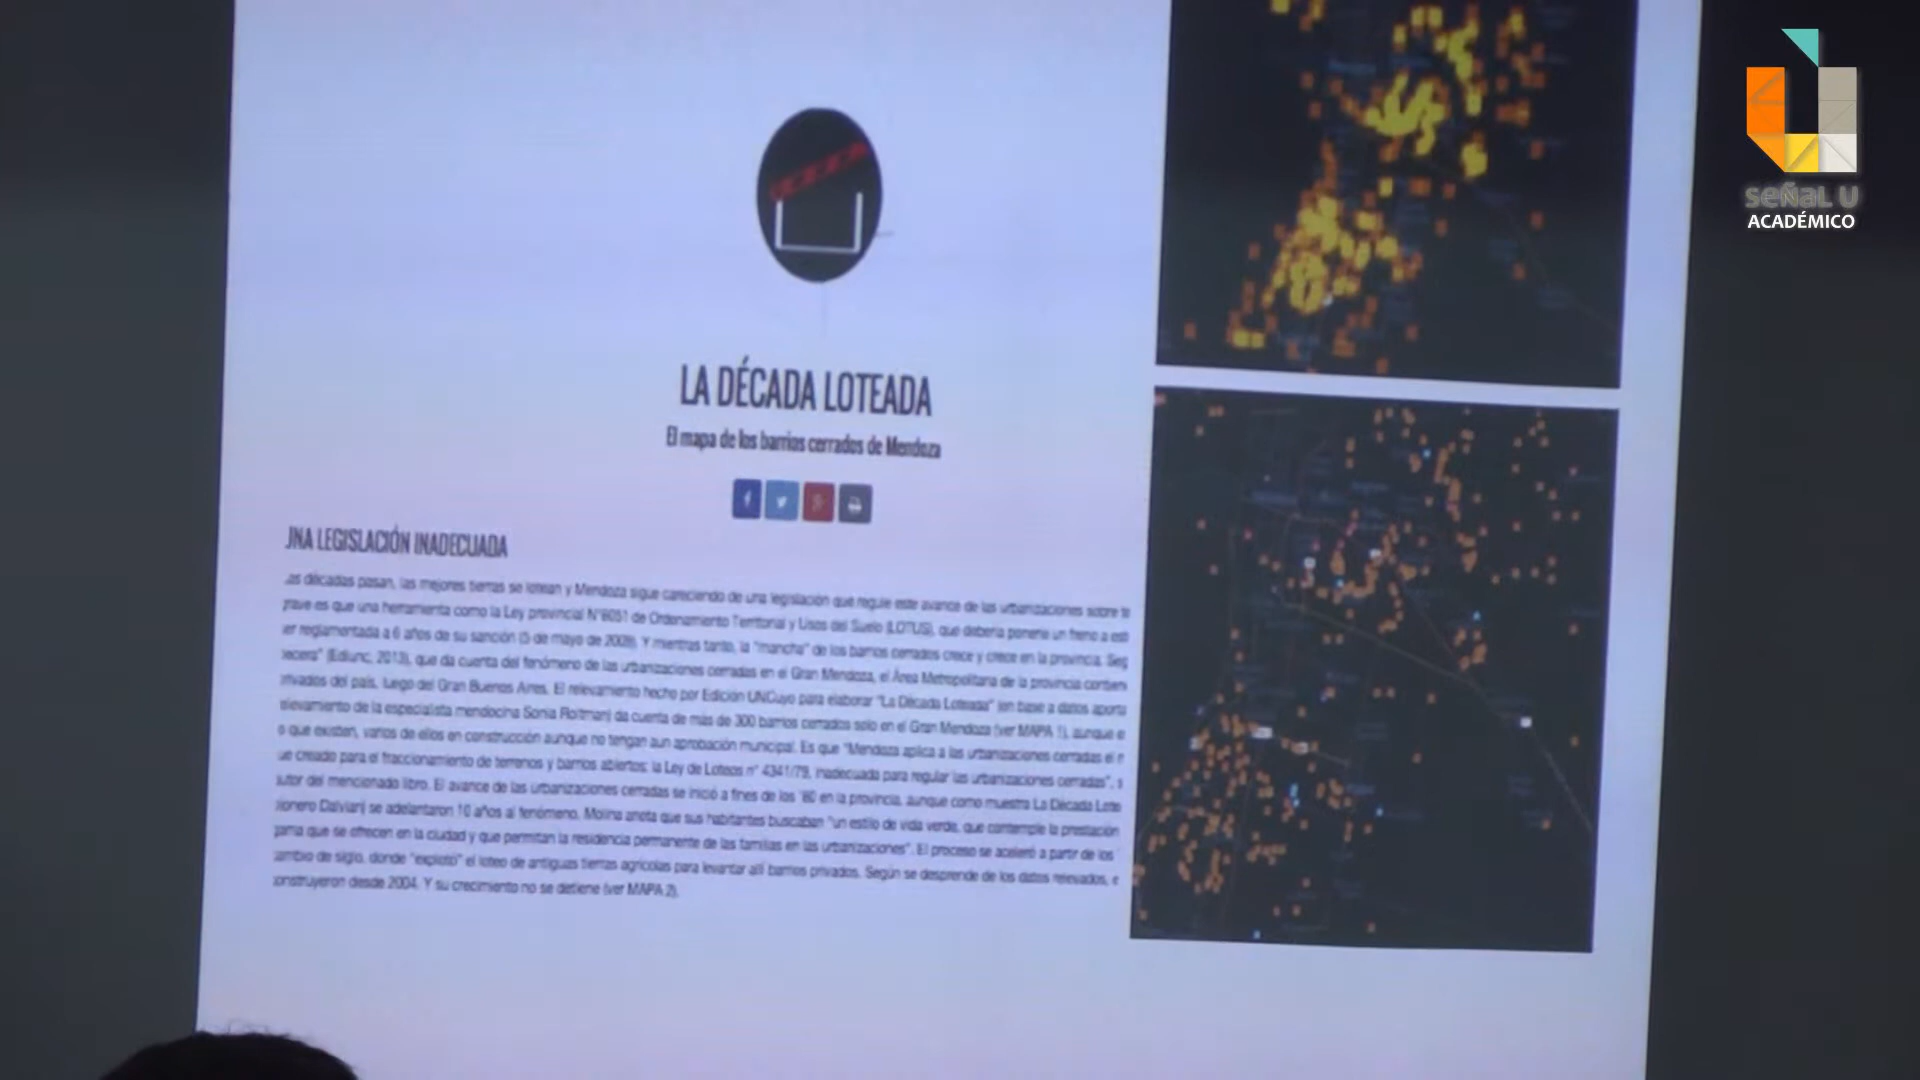 SEÑAL U
ACADÉMICO
LA DÉCADA LOTEADA
El mapa de los barrios cerrados de Mendoza
UNA LEGISLACIÓN INADECUADA
as décadas pasan, las mejores tierras se lotean y Mendoza sigue careciendo de una legislación que regule este avance de las urbanizaciones sobre te
grave es que una herramienta como la Ley provincial N°8051 de Ordenamiento Territorial y Usos del Suelo (LOTUS), que debería ponerle un freno a est
er reglamentada a 6 años de su sanción (5 de mayo de 2009). Y mientras tanto, la "mancha" de los barrios cerrados crece y crece en la provincia. Seg
(Ediunc, 2013), que da cuenta del fenómeno de las urbanizaciones cerradas en el Gran Mendoza, el Área Metropolitana de la provincia contien
rivados del país, luego del Gran Buenos Aires. El relevamiento hecho por Edición UNCuyo para elaborar "La Década Loteada" (en base a datos aporta
elevamiento de la especialista mendocina Sonia Roitman) da cuenta de más de 300 barrios cerrados solo en el Gran Mendoza (ver MAPA 1), aunque e
o que existen, varios de ellos en construcción aunque no tengan aun aprobación municipal. Es que "Mendoza aplica a las urbanizaciones cerradas el r
ue creado para el fraccionamiento de terrenos y barrios abiertos: la Ley de Loteos n° 4341/79, inadecuada para regular las urbanizaciones cerradas", s
autor del mencionado libro. El avance de las urbanizaciones cerradas se inició a fines de los '80 en la provincia, aunque como muestra La Década Lote
ionero Dalvian) se adelantaron 10 años al fenómeno. Molina anota que sus habitantes buscaban "un estilo de vida verde, que contemple la prestación
gama que se ofrecen en la ciudad y que permitan la residencia permanente de las familias en las urbanizaciones". El proceso se aceleró a partir de los
cambio de siglo, donde "explotó" el loteo de antiguas tierras agrícolas para levantar allí barrios privados. Según se desprende de los datos relevados, e
construyeron desde 2004. Y su crecimiento no se detiene (ver MAPA 2).